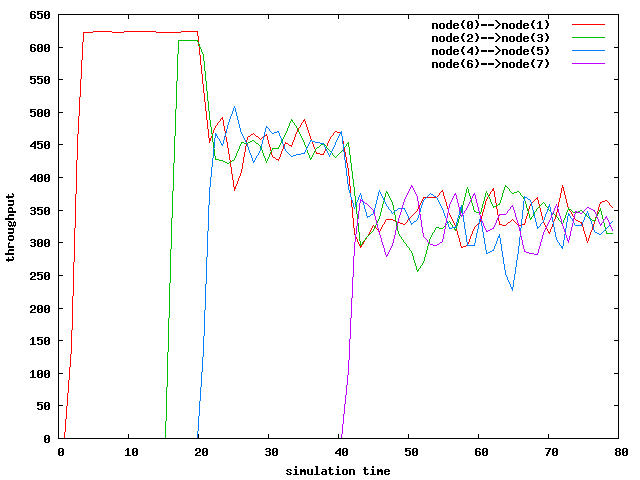 650
600
550
500
450
400
350
300
250
200
150
100
50
0
throughput
node(0)-->node(1)
node(2)-->node(3)
node(4)-->node(5)
node(6)-->node(7)
0 10 20 30 40 50 60 70 80
simulation time